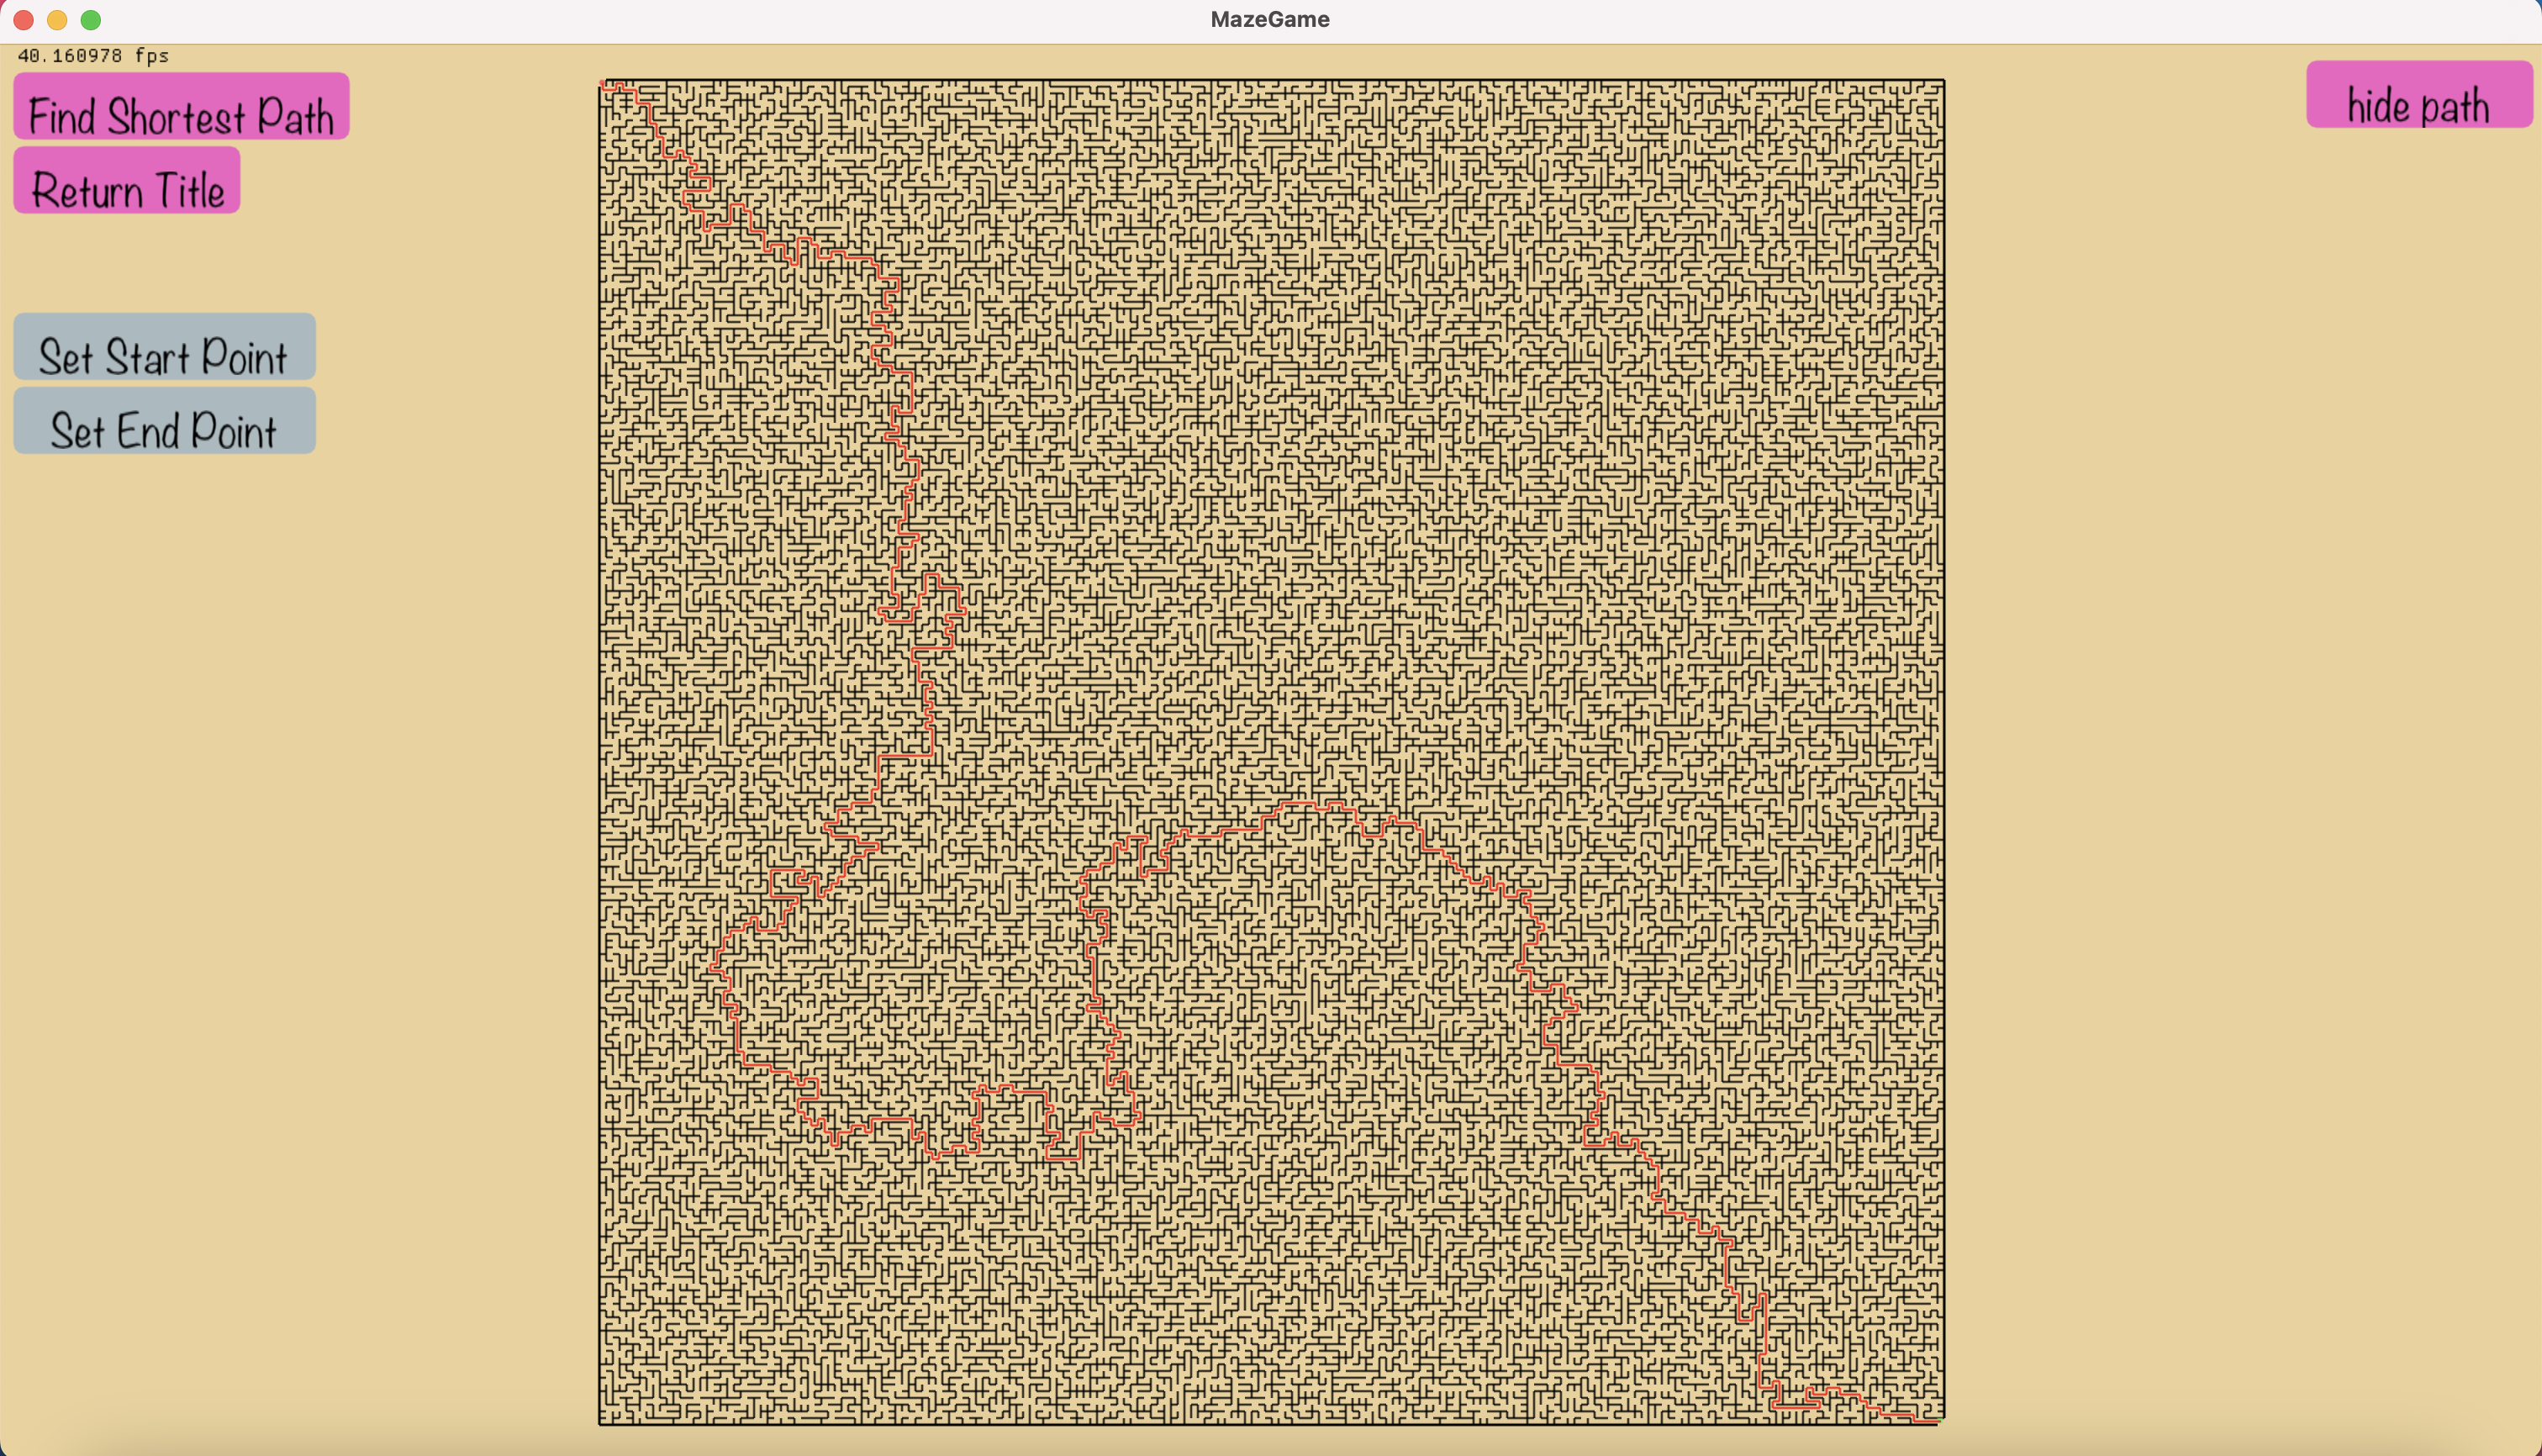 MazeGame
40.160978 fps
Find Shortest Path
hide path
Return Title
Set Start Point
Set End Point